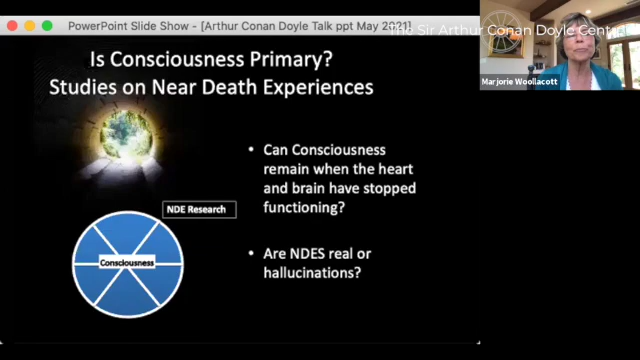 PowerPoint Slide Show - [Arthur Conan Doyle Talk ppt May 2021]
The Sir Arthur Conan Doyle Centre
Marjorie Woollacott
Is Consciousness Primary?
Studies on Near Death Experiences
• Can Consciousness
remain when the heart
and brain have stopped
functioning?
NDE Research
Consciousness
• Are NDES real or
hallucinations?